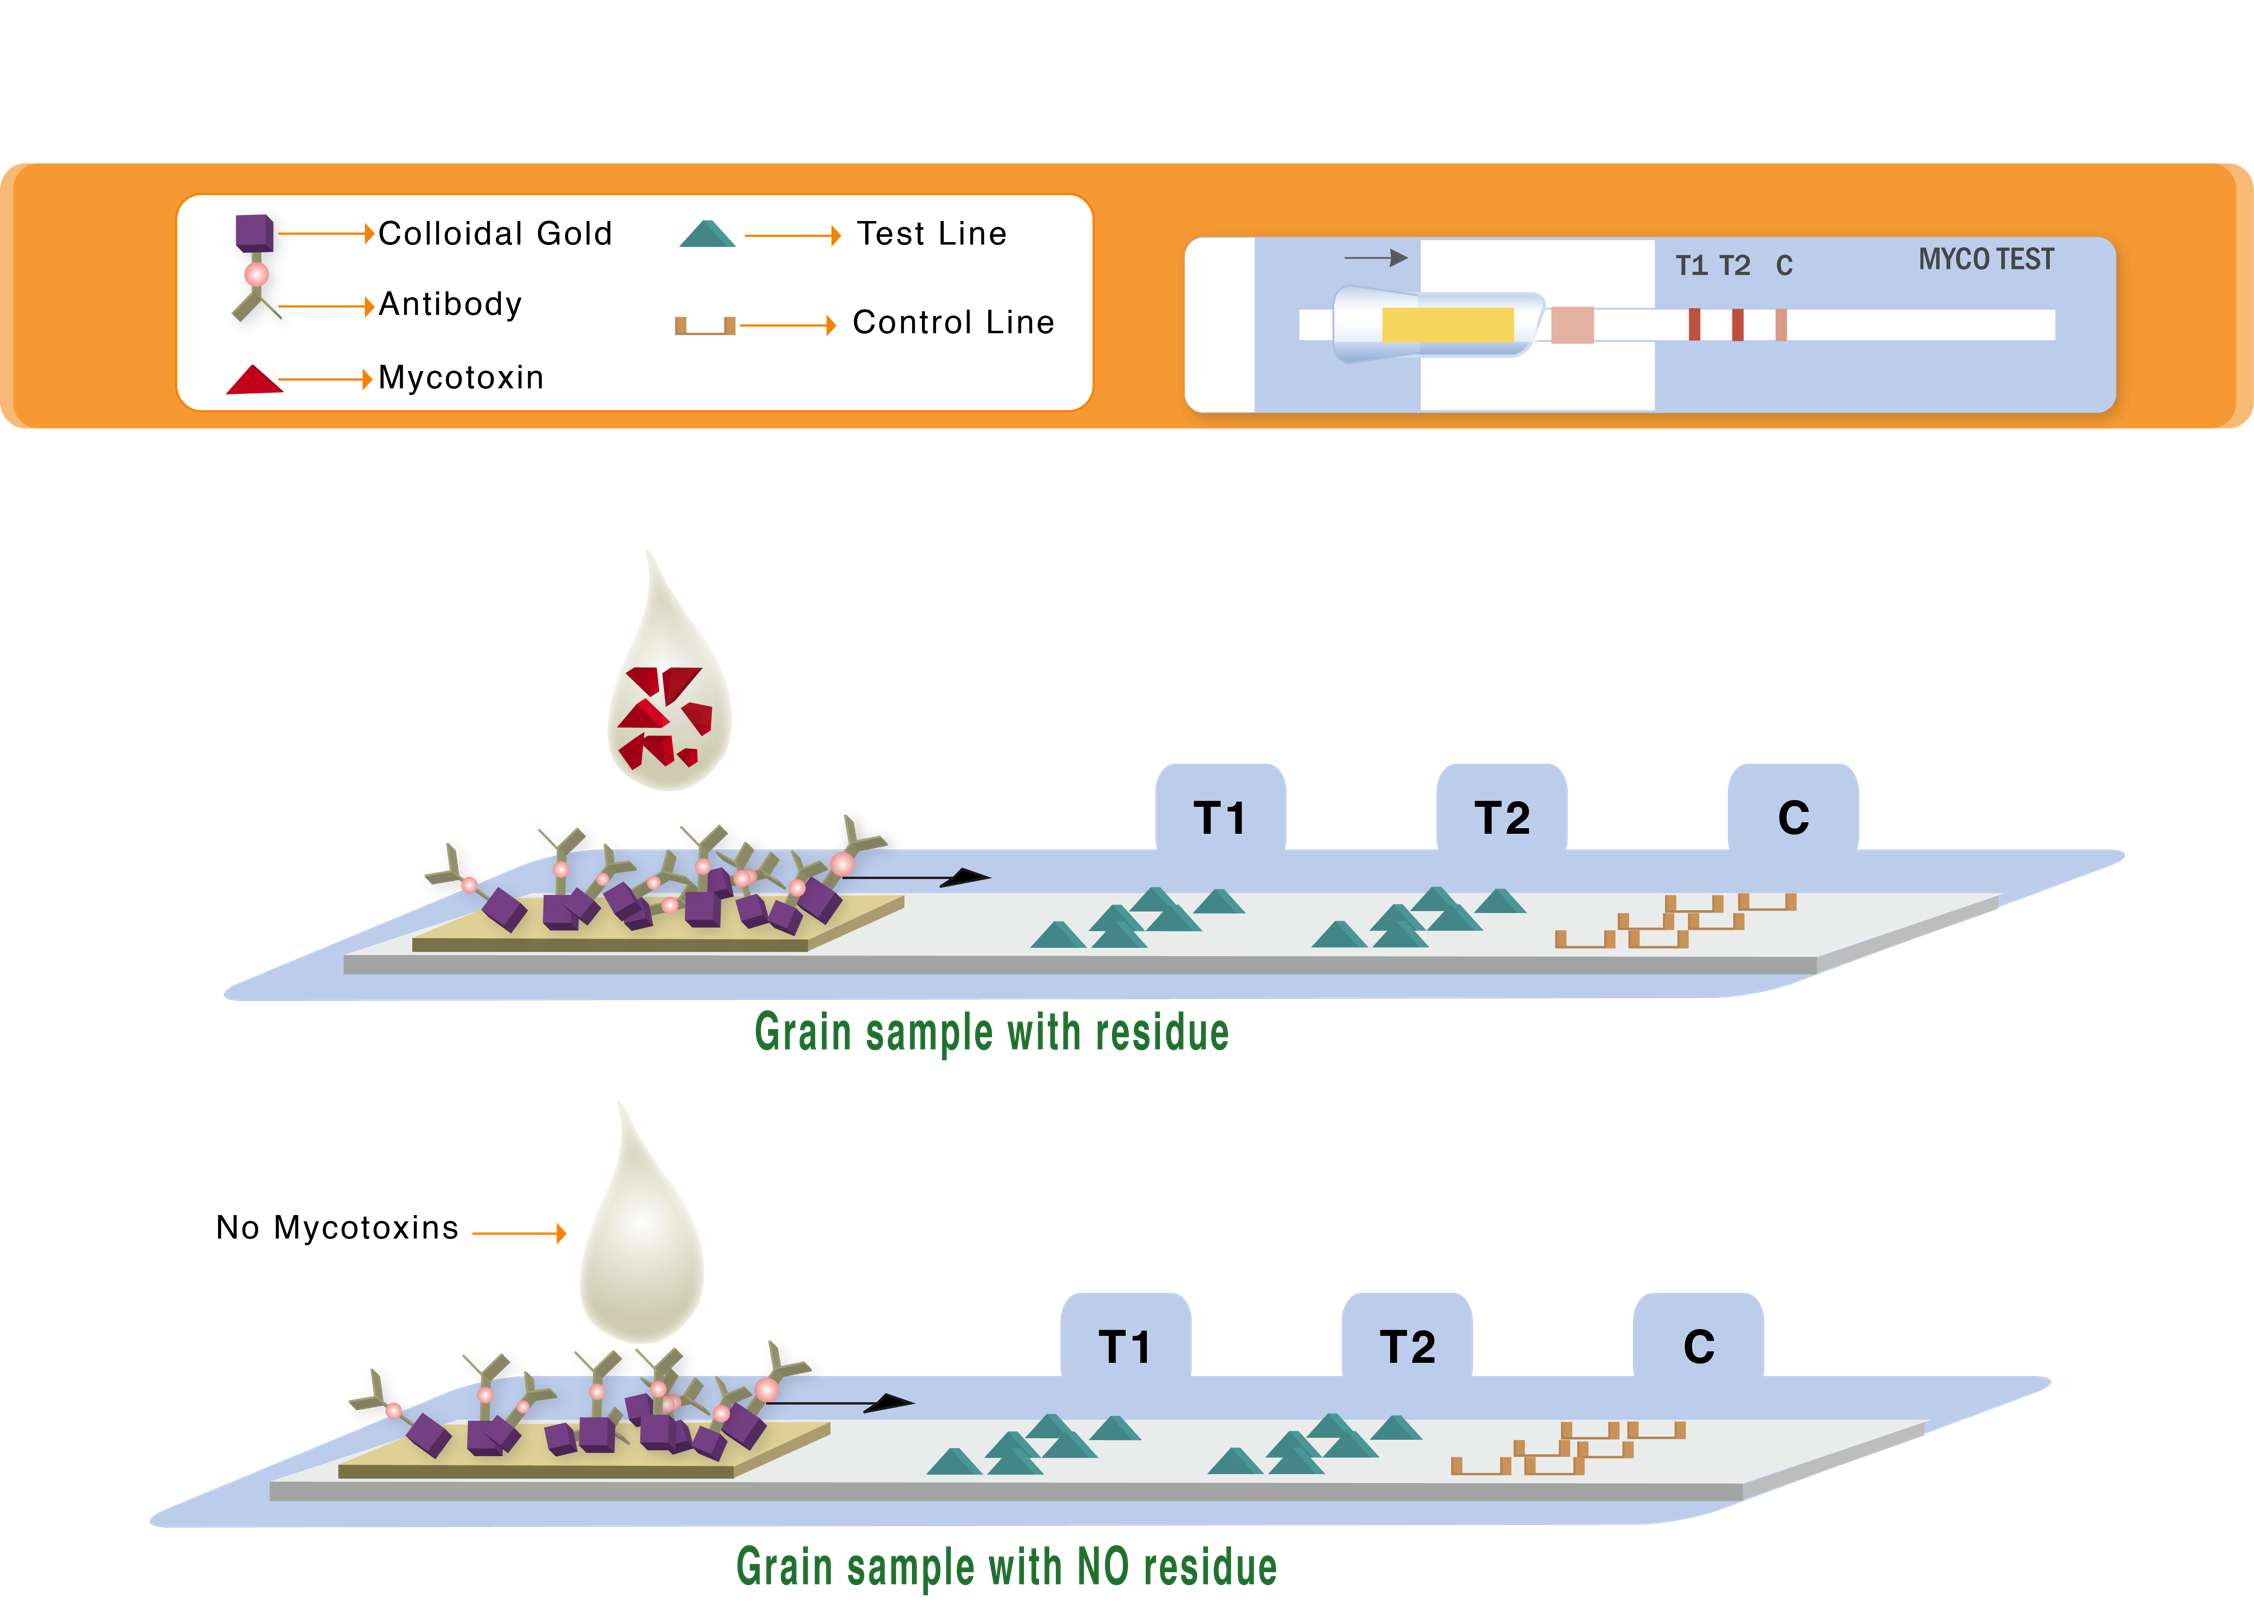 Colloidal Gold
Test Line
Antibody
Control Line
Mycotoxin
T1 T2 C
MYCO TEST
T1
T2
C
Grain sample with residue
No Mycotoxins
T1
T2
C
Grain sample with NO residue